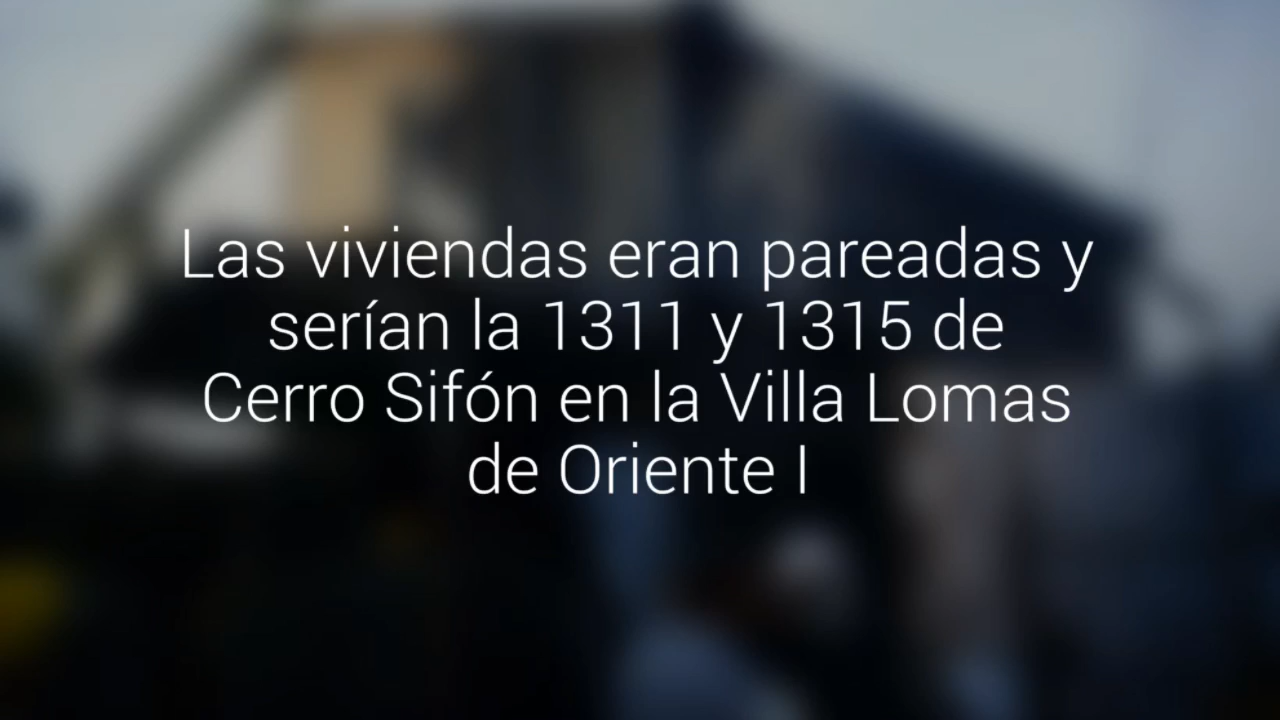 Las viviendas eran pareadas y
serían la 1311 y 1315 de
Cerro Sifón en la Villa Lomas
de Oriente I